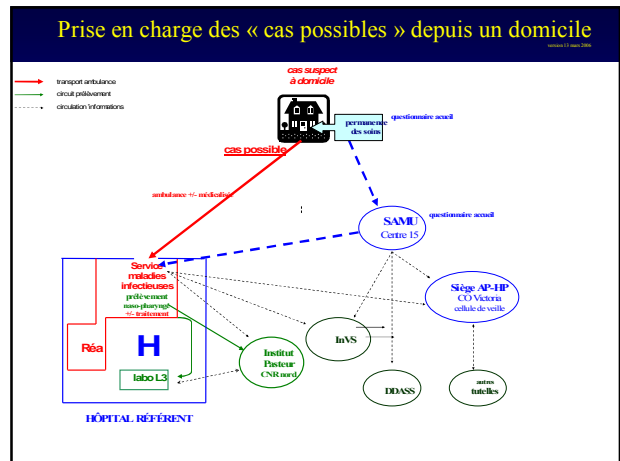 Prise en charge des « cas possibles » depuis un domicile
version 13 mars 2006
transport ambulance
circuit prélèvement
circulation 'informations
cas suspect
à domicile
permanence
des soins
questionnaire acueil
cas possible
ambulance +/- médicalisée
SAMU
Centre 15
questionnaire accueil
Service
maladies
infectieuses
prélèvement
naso-pharyngé
+/- traitement
Siège AP-HP
CO Victoria
cellule de veille
Réa
H
labo L3
Institut
Pasteur
CNR nord
InVS
DDASS
autres
tutelles
HÔPITAL RÉFÉRENT